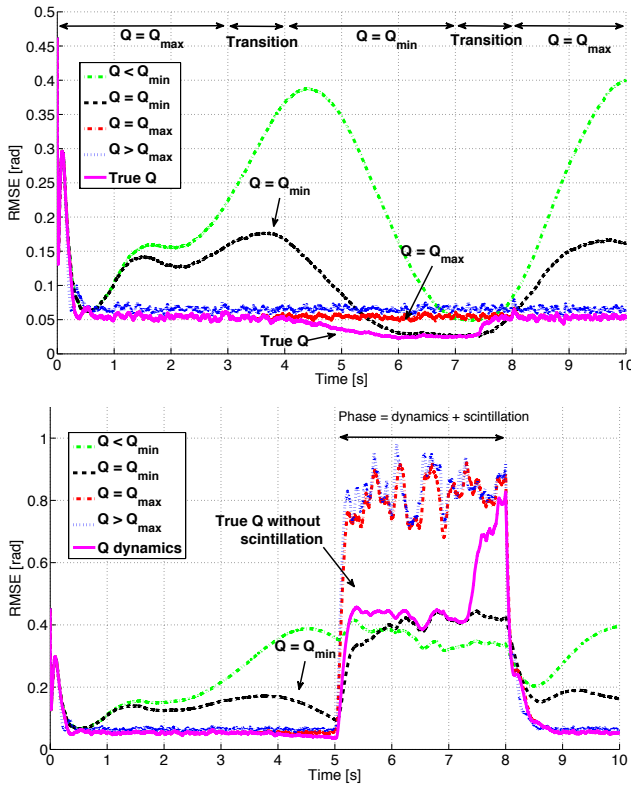 Q = Qmax
Transition
Q = Qmin
Transition
Q = Qmax
Q < Qmin
Q = Qmin
Q = Qmax
Q > Qmax
True Q
Q = Qmin
Q = Qmax
True Q
RMSE [rad]
0.5
0.45
0.4
0.35
0.3
0.25
0.2
0.15
0.1
0.05
0
0 1 2 3 4 5 6 7 8 9 10
Time [s]
Phase = dynamics + scintillation
Q < Qmin
Q = Qmin
Q = Qmax
Q > Qmax
Q dynamics
True Q without
scintillation
Q = Qmin
RMSE [rad]
1
0.8
0.6
0.4
0.2
0
0 1 2 3 4 5 6 7 8 9 10
Time [s]